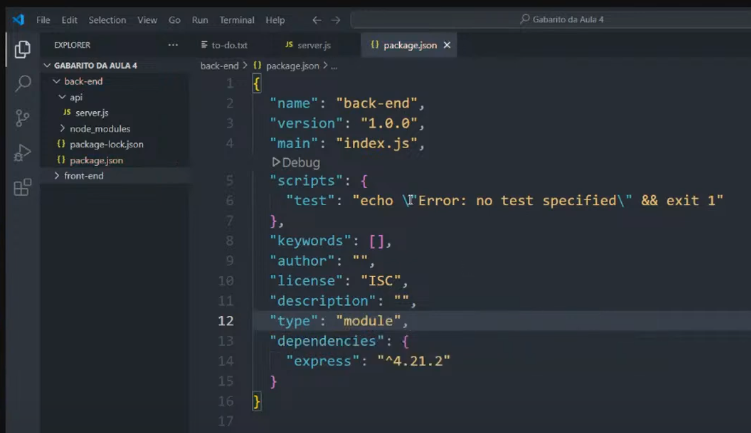 File Edit Selection View Go Run Terminal Help
Gabarito da Aula 4
EXPLORER
to-do.txt
JS server.js
{} package.json
GABARITO DA AULA 4
back-end
api
JS server.js
node_modules
{} package-lock.json
{} package.json
front-end
back-end > {} package.json > ...
1 {
2 "name": "back-end",
3 "version": "1.0.0",
4 "main": "index.js",
Debug
5 "scripts": {
6 "test": "echo \"Error: no test specified\" && exit 1"
7 },
8 "keywords": [],
9 "author": "",
10 "license": "ISC",
11 "description": "",
12 "type": "module",
13 "dependencies": {
14 "express": "^4.21.2"
15 }
16 }
17